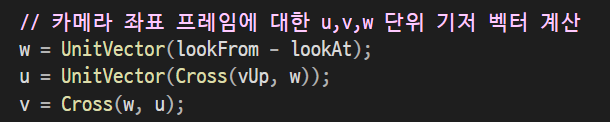 // 카메라 좌표 프레임에 대한 u,v,w 단위 기저 벡터 계산
w = UnitVector(lookFrom - lookAt);
u = UnitVector(Cross(vUp, w));
v = Cross(w, u);